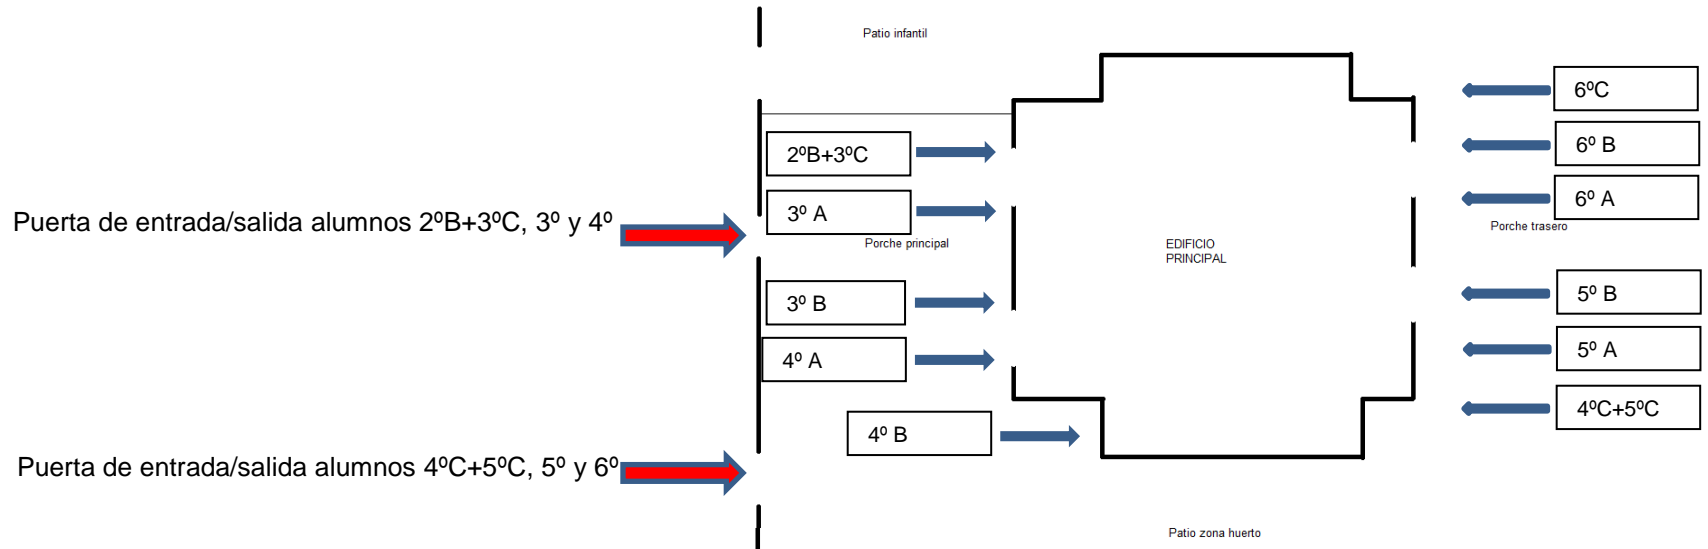 Patio infantil
6ºC
2ºB+3ºC
6º B
3º A
6º A
Puerta de entrada/salida alumnos 2ºB+3ºC, 3º y 4º
Porche principal
EDIFICIO
PRINCIPAL
Porche trasero
3º B
5º B
4º A
5º A
4ºC+5ºC
4º B
Puerta de entrada/salida alumnos 4ºC+5ºC, 5º y 6º
Patio zona huerto